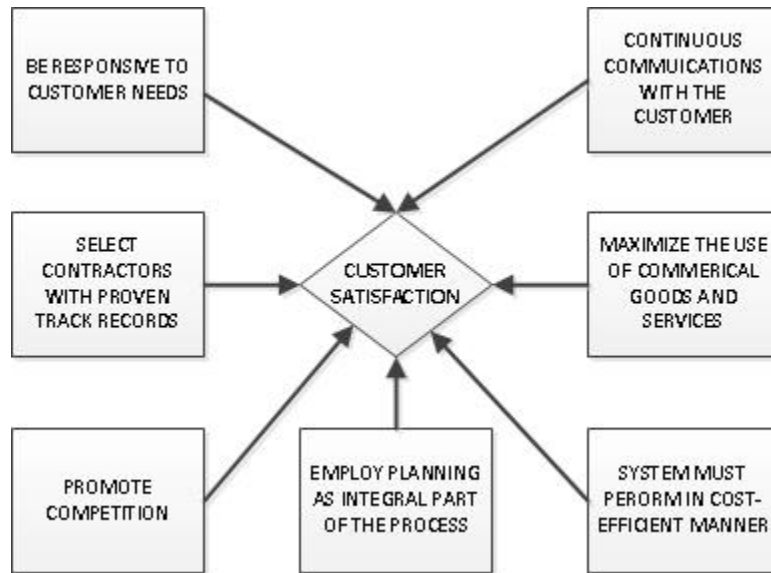 BE RESPONSIVE TO
CUSTOMER NEEDS
CONTINUOUS
COMMUICATIONS
WITH THE
CUSTOMER
SELECT
CONTRACTORS
WITH PROVEN
TRACK RECORDS
CUSTOMER
SATISFACTION
MAXIMIZE THE USE
OF COMMERICAL
GOODS AND
SERVICES
PROMOTE
COMPETITION
EMPLOY PLANNING
AS INTEGRAL PART
OF THE PROCESS
SYSTEM MUST
PERORM IN COST-
EFFICIENT MANNER